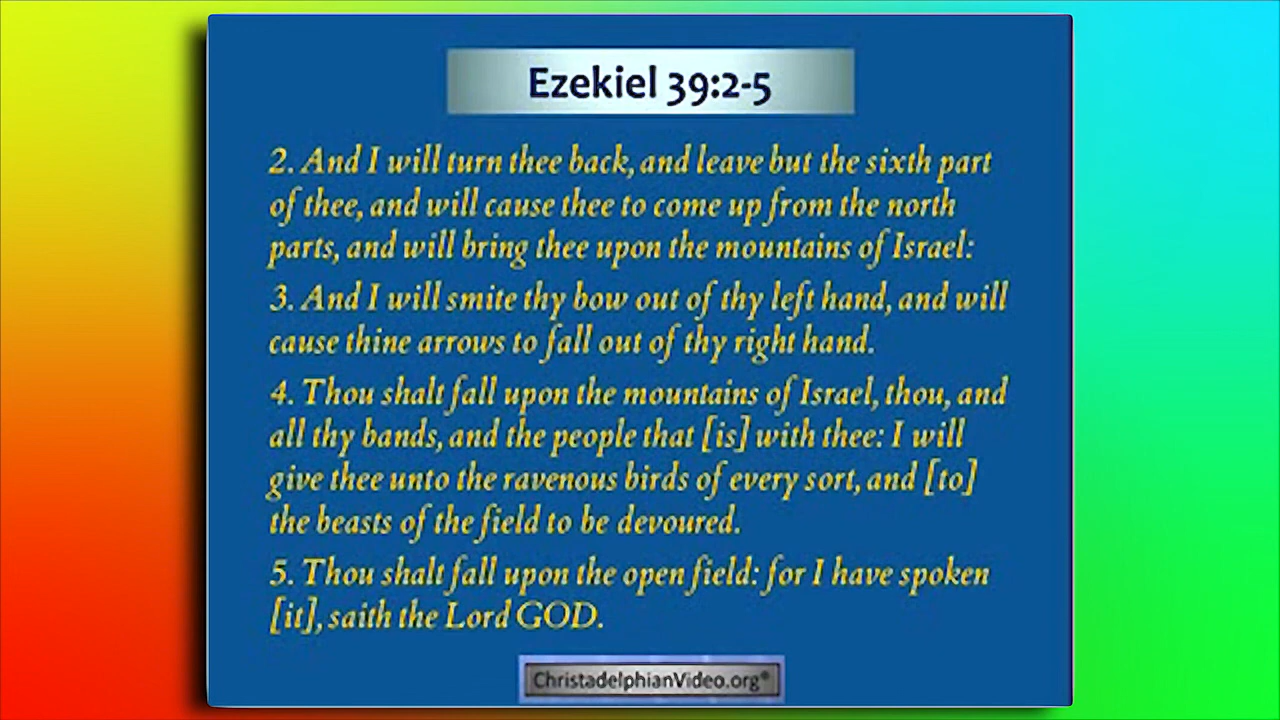 Ezekiel 39:2-5
2. And I will turn thee back, and leave but the sixth part
of thee, and will cause thee to come up from the north
parts, and will bring thee upon the mountains of Israel:
3. And I will smite thy bow out of thy left hand, and will
cause thine arrows to fall out of thy right hand.
4. Thou shalt fall upon the mountains of Israel, thou, and
all thy bands, and the people that [is] with thee: I will
give thee unto the ravenous birds of every sort, and [to]
the beasts of the field to be devoured.
5. Thou shalt fall upon the open field: for I have spoken
[it], saith the Lord GOD.
ChristadelphianVideo.org®